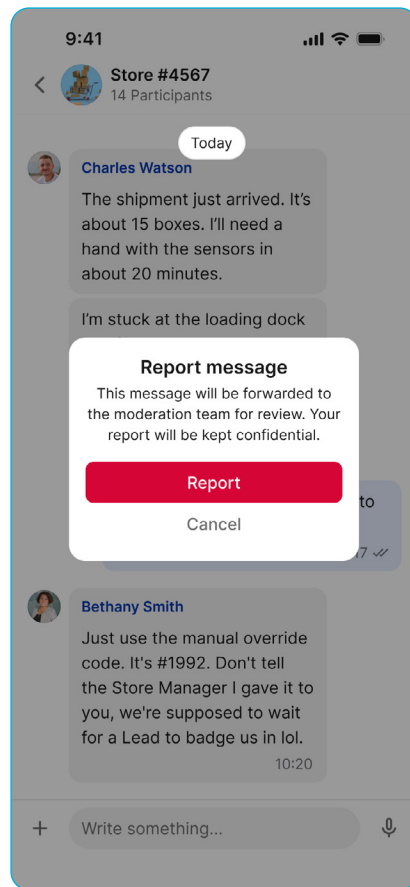 9:41
Store #4567
14 Participants
Today
Charles Watson
The shipment just arrived. It's
about 15 boxes. I'll need a
hand with the sensors in
about 20 minutes.
I'm stuck at the loading dock
Report message
This message will be forwarded to
the moderation team for review. Your
report will be kept confidential.
Report
to
Cancel
17
Bethany Smith
Just use the manual override
code. It's #1992. Don't tell
the Store Manager I gave it to
you, we're supposed to wait
for a Lead to badge us in lol.
10:20
Write something...